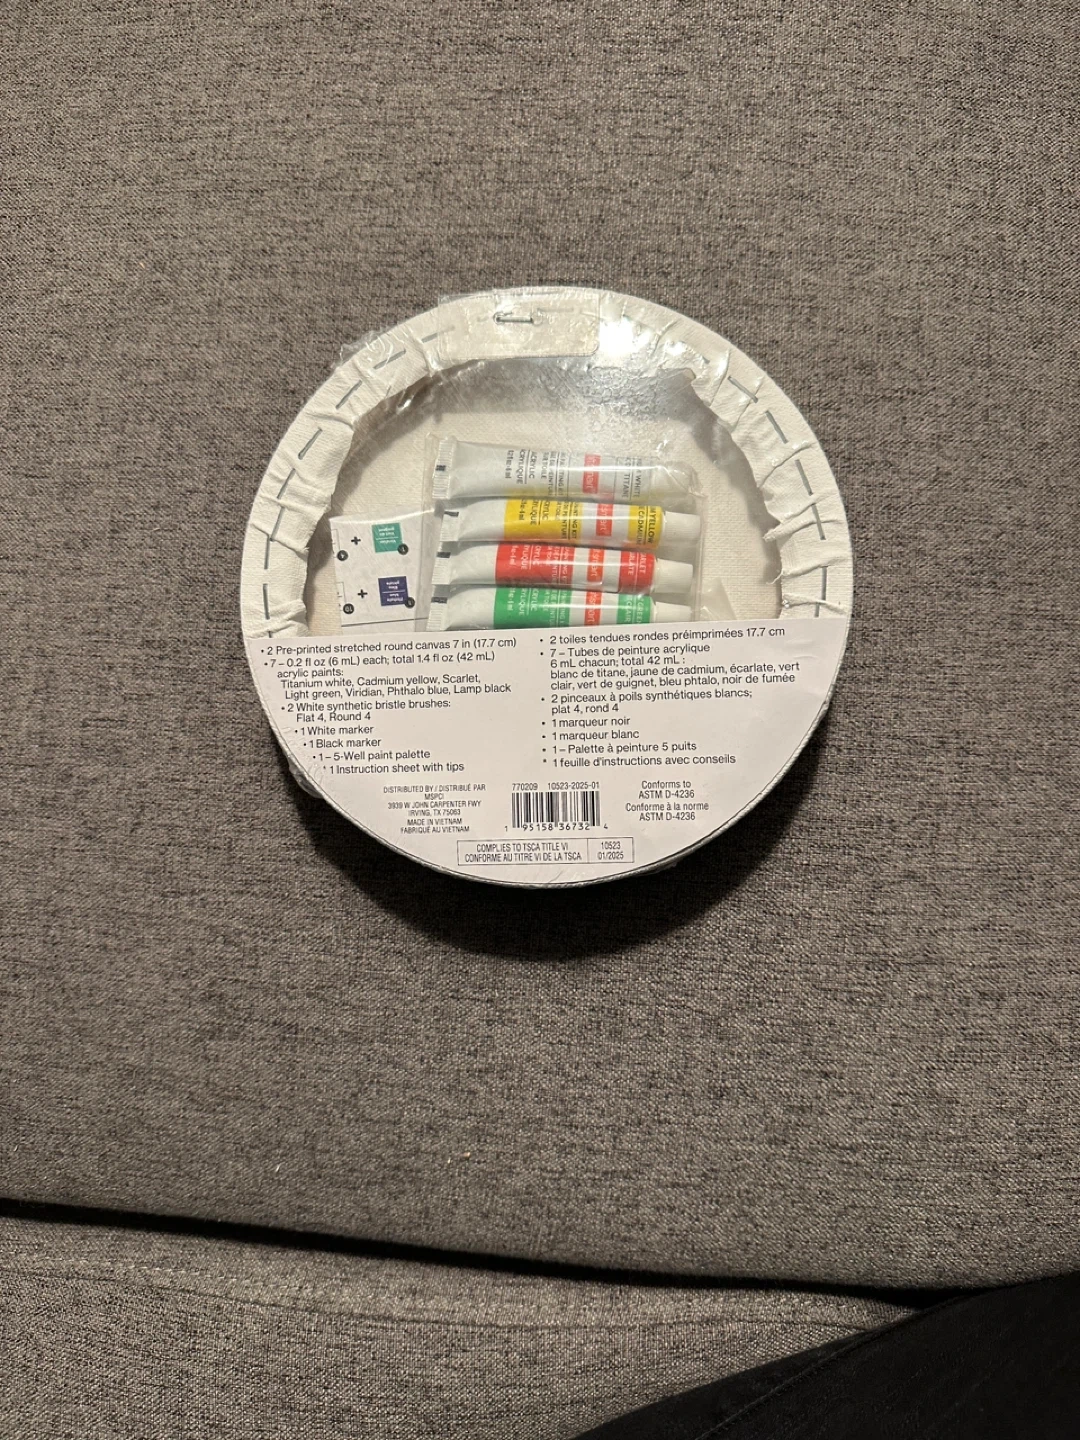 ACRYLIC
ACRYLIQUE
WHITE
TITANE
YELLOW
CADMIUM
ACRYLIC
• 2 Pre-printed stretched round canvas 7 in (17.7 cm)
• 7 – 0.2 fl oz (6 mL) each; total 1.4 fl oz (42 mL)
acrylic paints:
Titanium white, Cadmium yellow, Scarlet,
Light green, Viridian, Phthalo blue, Lamp black
• 2 White synthetic bristle brushes:
Flat 4, Round 4
• 1 White marker
• 1 Black marker
• 1 – 5-Well paint palette
* 1 Instruction sheet with tips
• 2 toiles tendues rondes préimprimées 17.7 cm
• 7 – Tubes de peinture acrylique
6 mL chacun; total 42 mL :
blanc de titane, jaune de cadmium, écarlate, vert
clair, vert de guignet, bleu phtalo, noir de fumée
• 2 pinceaux à poils synthétiques blancs;
plat 4, rond 4
• 1 marqueur noir
• 1 marqueur blanc
• 1 – Palette à peinture 5 puits
* 1 feuille d'instructions avec conseils
DISTRIBUTED BY / DISTRIBUÉ PAR
MSPCI
3939 W JOHN CARPENTER FWY
IRVING, TX 75063
MADE IN VIETNAM
FABRIQUÉ AU VIETNAM
770209 10523-2025-01
1 95158 36732 4
Conforms to
ASTM D-4236
Conforme à la norme
ASTM D-4236
COMPLIES TO TSCA TITLE VI
CONFORME AU TITRE VI DE LA TSCA
10523
01/2025